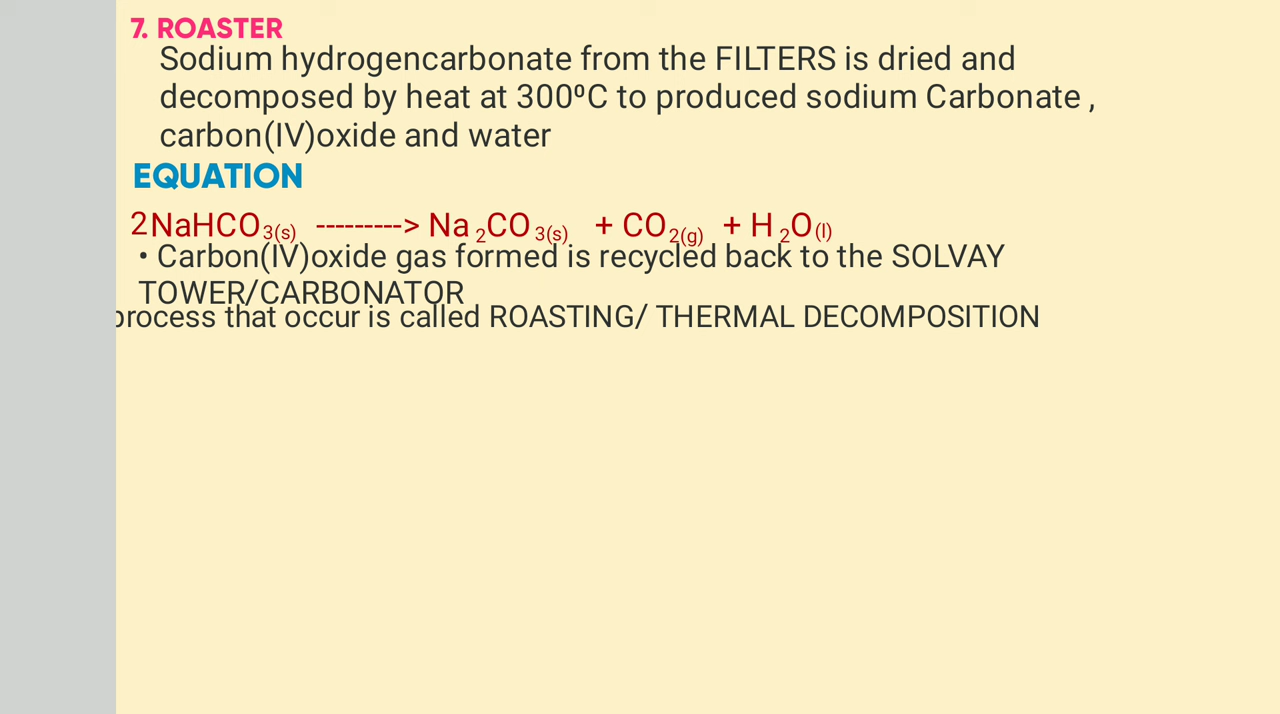 7. ROASTER
Sodium hydrogencarbonate from the FILTERS is dried and
decomposed by heat at 300⁰C to produced sodium Carbonate ,
carbon(IV)oxide and water
EQUATION
2NaHCO3(s) ---------> Na2CO3(s) + CO2(g) + H2O(l)
• Carbon(IV)oxide gas formed is recycled back to the SOLVAY
TOWER/CARBONATOR
process that occur is called ROASTING/ THERMAL DECOMPOSITION